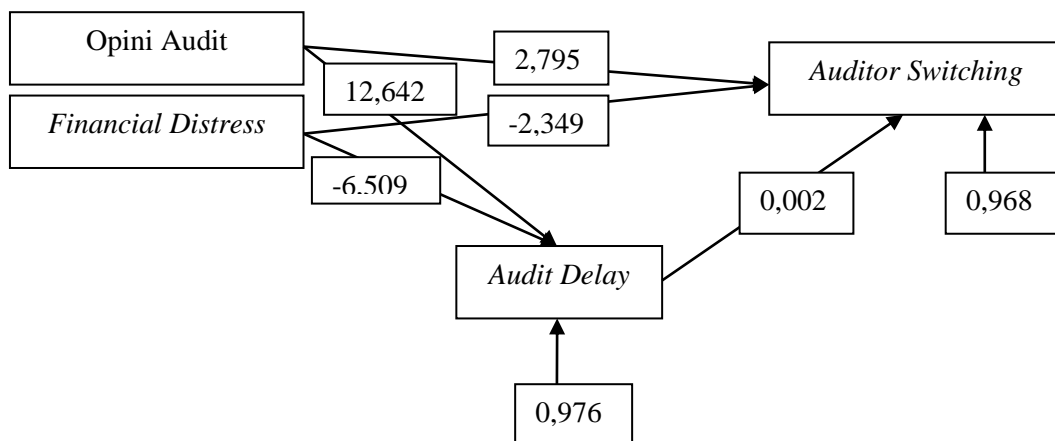 Opini Audit
2,795
Auditor Switching
12,642
Financial Distress
-2,349
-6,509
0,002
0,968
Audit Delay
0,976